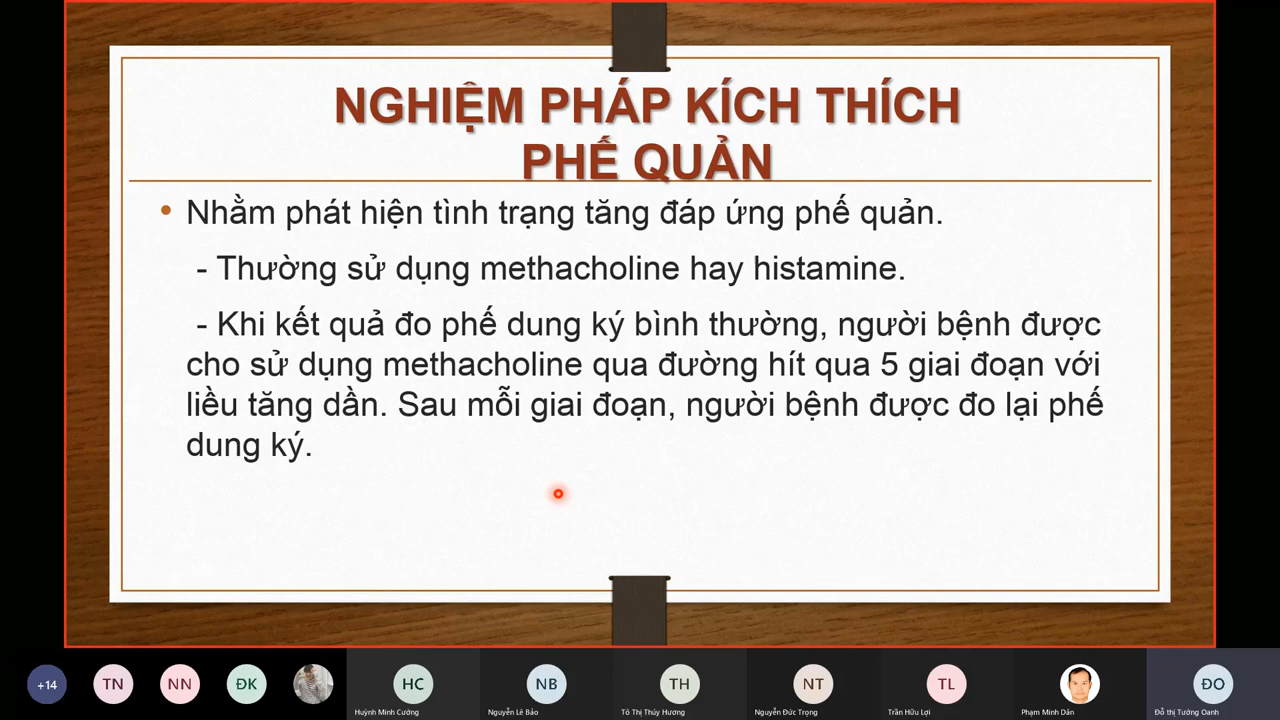 NGHIỆM PHÁP KÍCH THÍCH
PHẾ QUẢN
• Nhằm phát hiện tình trạng tăng đáp ứng phế quản.
- Thường sử dụng methacholine hay histamine.
- Khi kết quả đo phế dung ký bình thường, người bệnh được
cho sử dụng methacholine qua đường hít qua 5 giai đoạn với
liều tăng dần. Sau mỗi giai đoạn, người bệnh được đo lại phế
dung ký.
+14 TN NN ĐK HC NB TH NT TL ĐO
Huỳnh Minh Cường Nguyễn Lê Bảo Tô Thị Thúy Hương Nguyễn Đức Trọng Trần Hữu Lợi Phạm Minh Dân Đỗ thị Tường Oanh